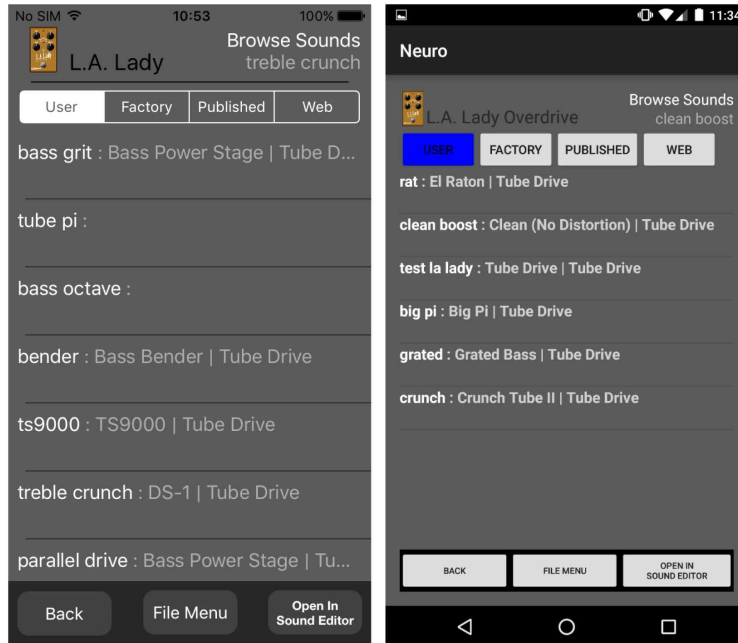 No SIM 10:53 100%
Browse Sounds
L.A. Lady treble crunch
User Factory Published Web
bass grit : Bass Power Stage | Tube D...
tube pi :
bass octave :
bender : Bass Bender | Tube Drive
ts9000 : TS9000 | Tube Drive
treble crunch : DS-1 | Tube Drive
parallel drive : Bass Power Stage | Tu...
Back File Menu Open In
Sound Editor
11:34
Neuro
Browse Sounds
L.A. Lady Overdrive clean boost
USER FACTORY PUBLISHED WEB
rat : El Raton | Tube Drive
clean boost : Clean (No Distortion) | Tube Drive
test la lady : Tube Drive | Tube Drive
big pi : Big Pi | Tube Drive
grated : Grated Bass | Tube Drive
crunch : Crunch Tube II | Tube Drive
BACK FILE MENU OPEN IN
SOUND EDITOR